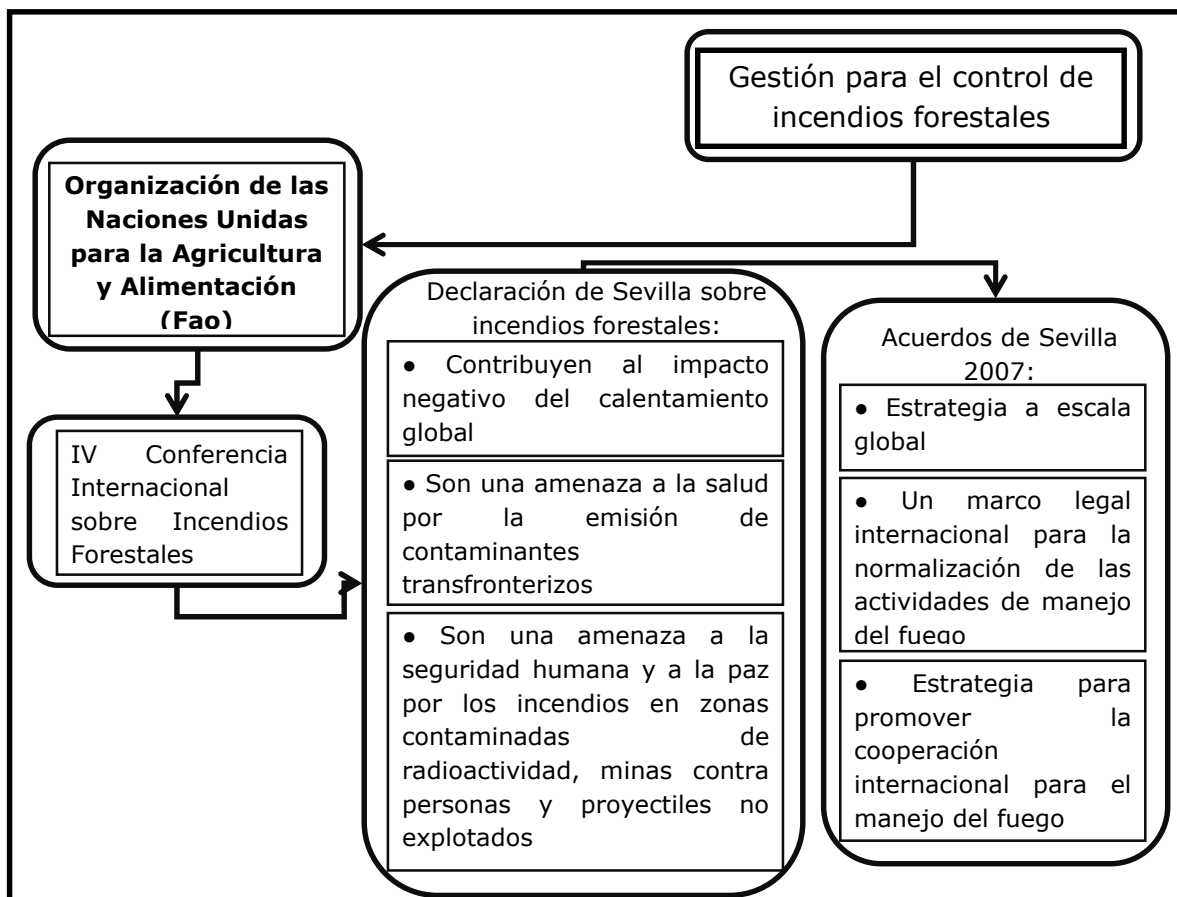 Gestión para el control de
incendios forestales
Organización de las
Naciones Unidas
para la Agricultura
y Alimentación
(Fao)
IV Conferencia
Internacional
sobre Incendios
Forestales
Declaración de Sevilla sobre
incendios forestales:
● Contribuyen al impacto
negativo del calentamiento
global
● Son una amenaza a la salud
por la emisión de
contaminantes
transfronterizos
● Son una amenaza a la
seguridad humana y a la paz
por los incendios en zonas
contaminadas de
radioactividad, minas contra
personas y proyectiles no
explotados
Acuerdos de Sevilla
2007:
● Estrategia a escala
global
● Un marco legal
internacional para la
normalización de las
actividades de manejo
del fuego
● Estrategia para
promover la
cooperación
internacional para el
manejo del fuego